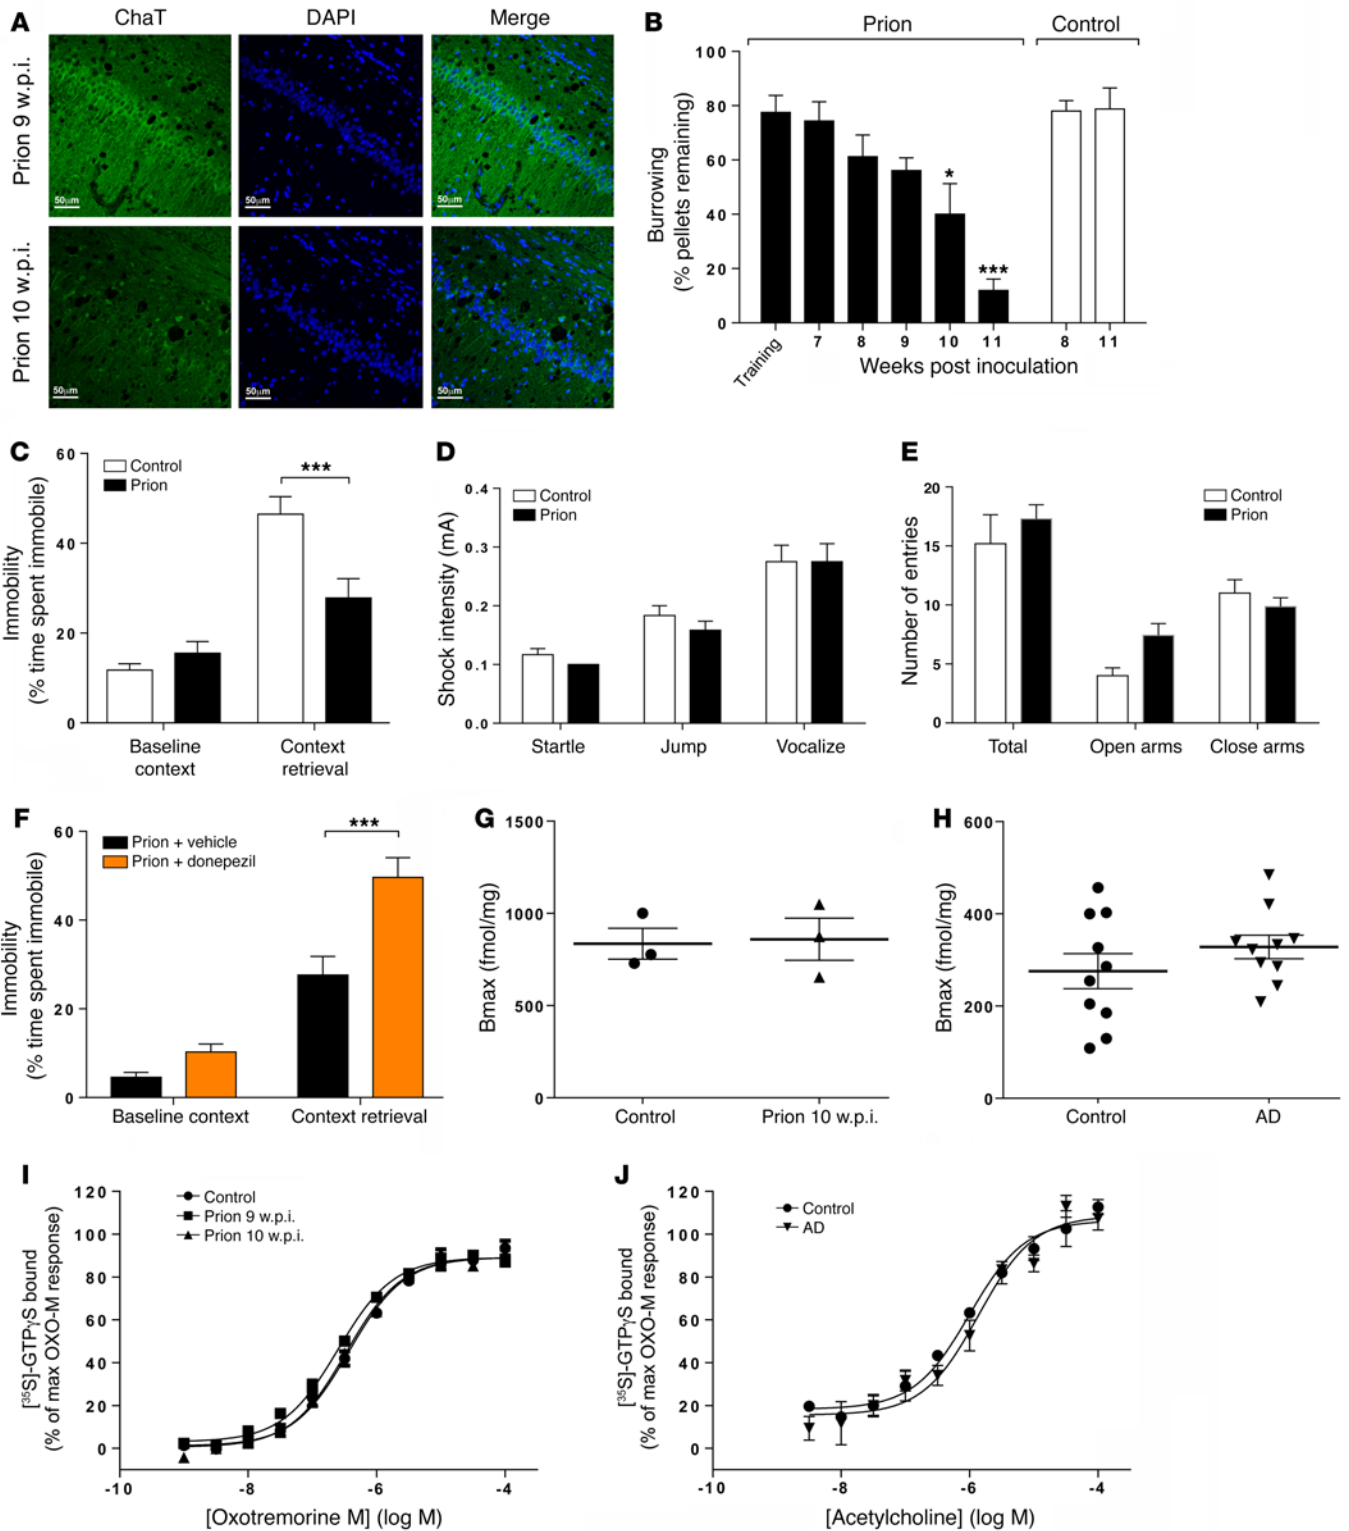 A
ChaT
DAPI
Merge
Prion 9 w.p.i.
50µm
50µm
50µm
Prion 10 w.p.i.
50µm
50µm
50µm
B
Prion
Control
Burrowing
(% pellets remaining)
100
80
60
40
20
0
*
***
Training
7
8
9
10
11
8
11
Weeks post inoculation
C
Immobility
(% time spent immobile)
60
40
20
0
Control
Prion
***
Baseline
context
Context
retrieval
D
Shock intensity (mA)
0.4
0.3
0.2
0.1
0.0
Control
Prion
Startle
Jump
Vocalize
E
Number of entries
20
15
10
5
0
Control
Prion
Total
Open arms
Close arms
F
Immobility
(% time spent immobile)
60
40
20
0
Prion + vehicle
Prion + donepezil
***
Baseline context
Context retrieval
G
Bmax (fmol/mg)
1500
1000
500
0
Control
Prion 10 w.p.i.
H
Bmax (fmol/mg)
600
400
200
0
Control
AD
I
[³⁵S]-GTPγS bound
(% of max OXO-M response)
120
100
80
60
40
20
0
Control
Prion 9 w.p.i.
Prion 10 w.p.i.
-10
-8
-6
-4
[Oxotremorine M] (log M)
J
[³⁵S]-GTPγS bound
(% of max OXO-M response)
120
100
80
60
40
20
0
Control
AD
-10
-8
-6
-4
[Acetylcholine] (log M)